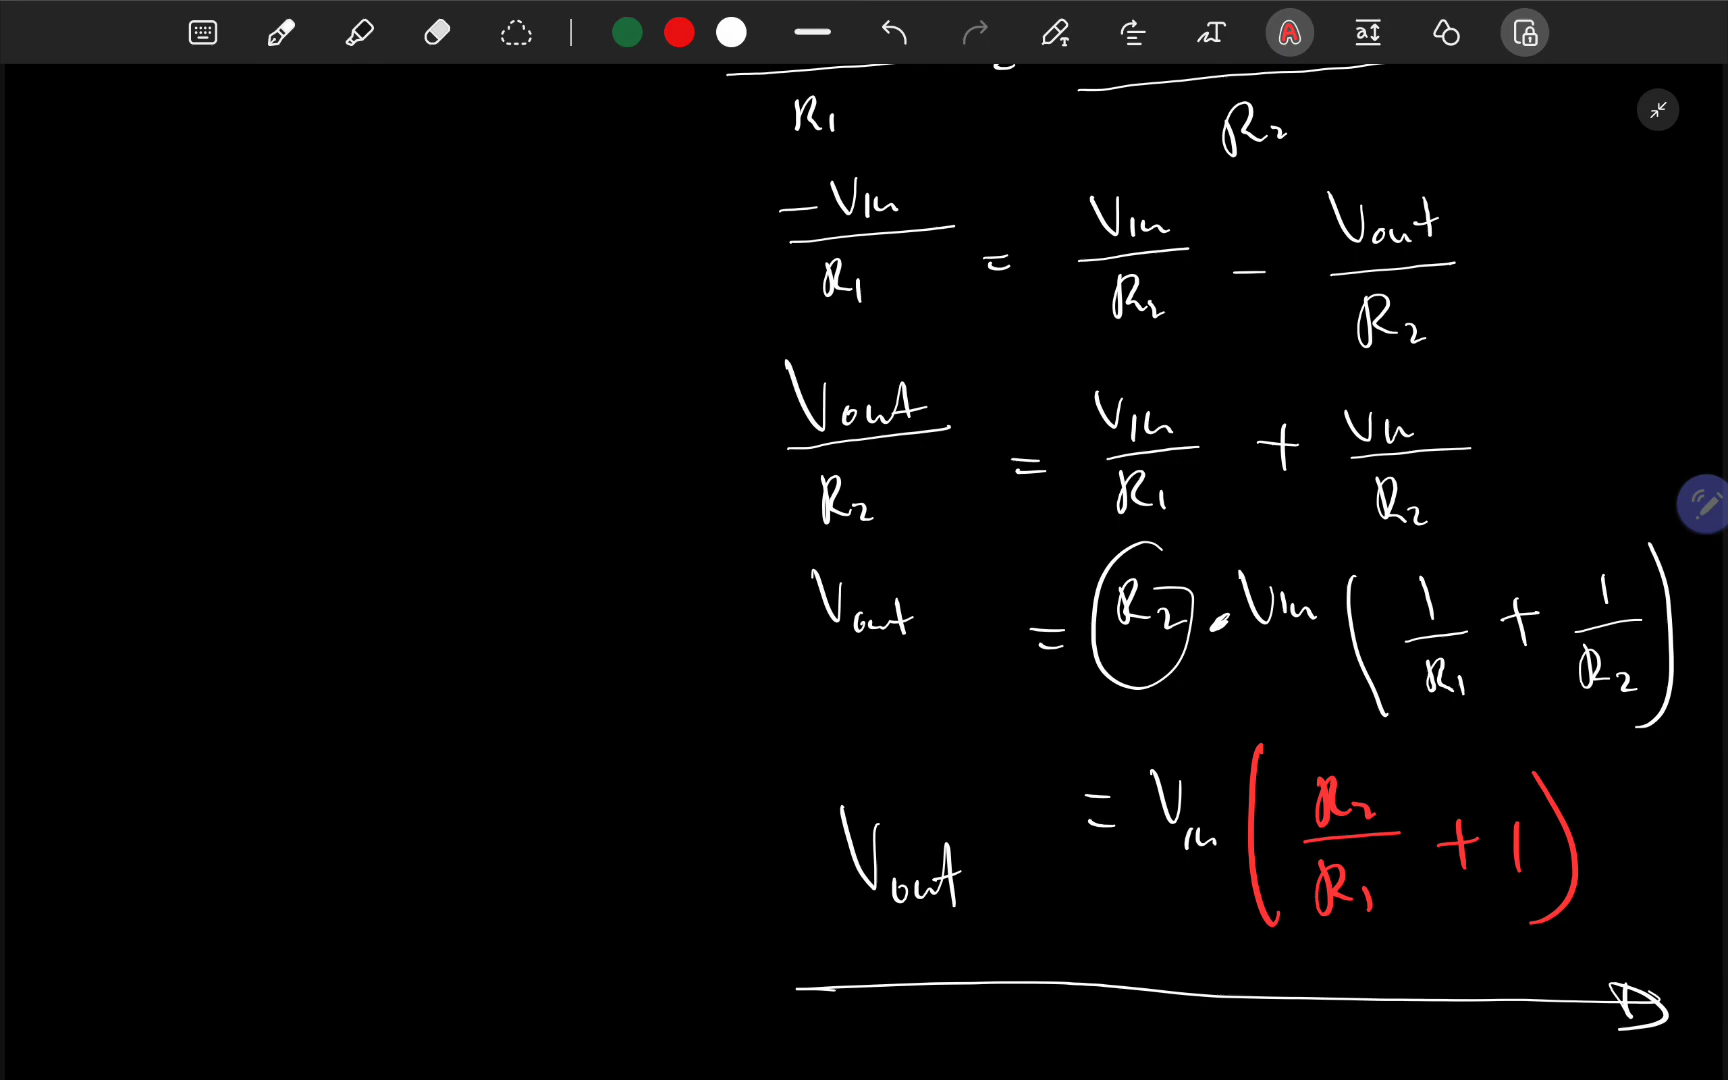 R1 = R2
-Vin/R1 = Vin/R2 - Vout/R2
Vout/R2 = Vin/R1 + Vin/R2
Vout = R2 . Vin (1/R1 + 1/R2)
Vout = Vin (R2/R1 + 1)